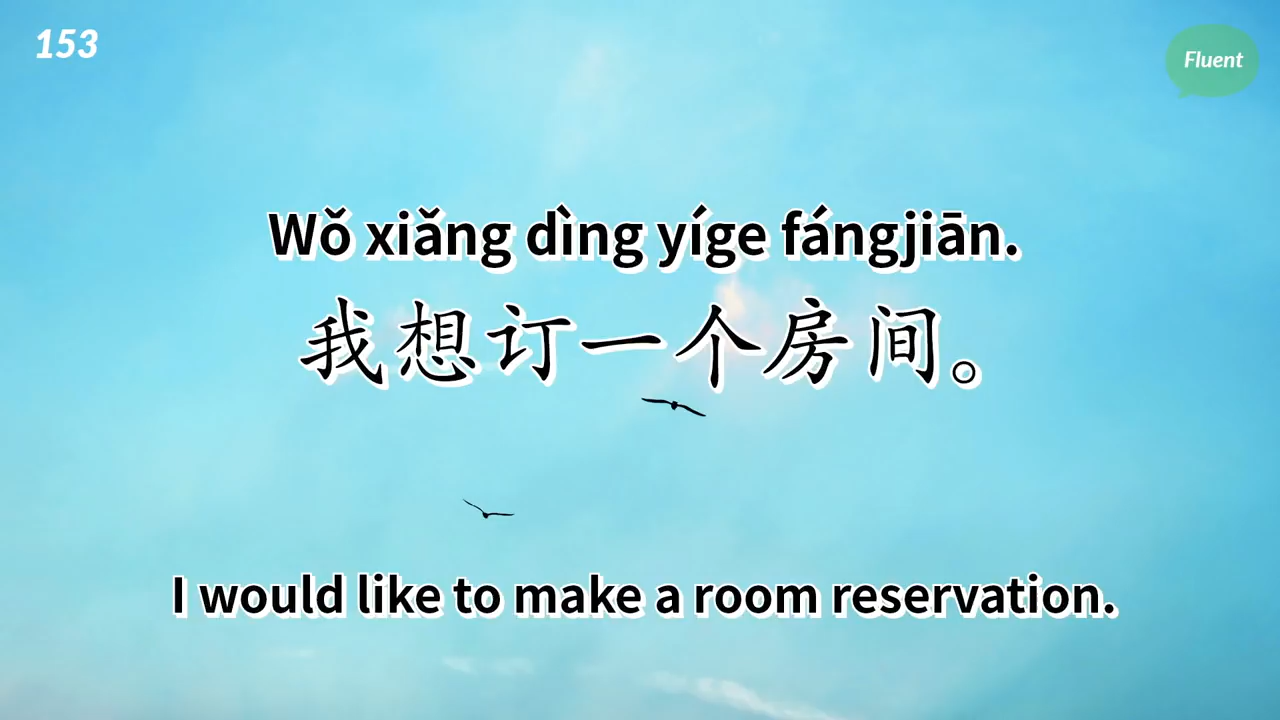 153
Fluent
Wǒ xiǎng dìng yíge fángjiān.
我想订一个房间。
I would like to make a room reservation.